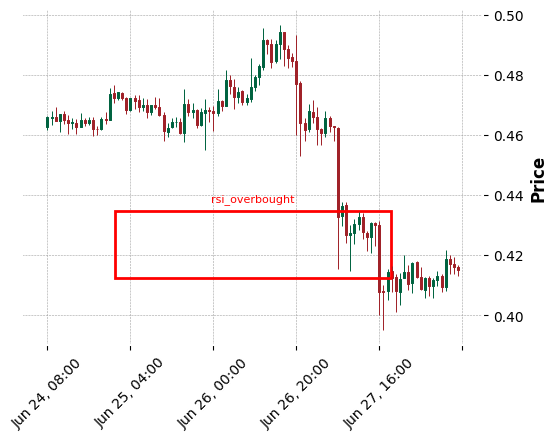 0.50
0.48
0.46
0.44
0.42
0.40
Price
rsi_overbought
Jun 24, 08:00
Jun 25, 04:00
Jun 26, 00:00
Jun 26, 20:00
Jun 27, 16:00